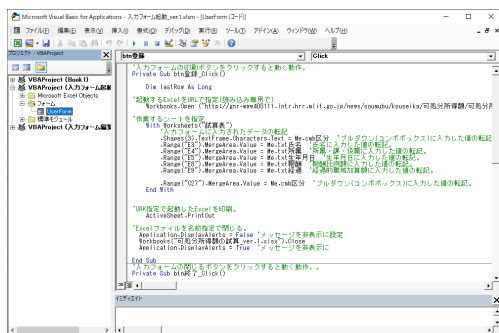 Microsoft Visual Basic for Applications - 入力フォーム起動_ver.1.xlsm - [UserForm (コード)]
ファイル(F) 編集(E) 表示(V) 挿入(I) 書式(O) デバッグ(D) 実行(R) ツール(T) アドイン(A) ウィンドウ(W) ヘルプ(H)
プロジェクト - VBAProject
VBAProject (Book1)
VBAProject (入力フォーム起動
Microsoft Excel Objects
フォーム
UserForm
標準モジュール
VBAProject (入力フォーム編集
btn登録
Click
'入力フォームの印刷ボタンをクリックすると動く動作。
Private Sub btn登録_Click()
Dim lastRow As Long
'起動するExcelをURLで指定(読み込み専用で)
Workbooks.Open ("http://
'作業するシートを指定
With Worksheets("試算表")
'入力フォームに入力されたデータの転記
.Shapes(3).TextFrame.Characters.Text = Me.cmb区分 'プルダウン(コンボボックス)に入力した値の転記
.Range("E3").MergeArea.Value = Me.txt氏名 '氏名に入力した値の転記。
.Range("E4").MergeArea.Value = Me.txt所属 '所属・課・役職に入力した値の転記。
.Range("E5").MergeArea.Value = Me.txt生年月日 '生年月日に入力した値の転記。
.Range("E8").MergeArea.Value = Me.txt報酬 '報酬比例額に入力した値の転記。
.Range("E9").MergeArea.Value = Me.txt経過 '経過的職域加算額に入力した値の転記。
.Range("O27").MergeArea.Value = Me.cmb区分 'プルダウン(コンボボックス)に入力した値の転記。
End With
'URK指定で起動したExcelを印刷。
ActiveSheet.PrintOut
'Excelファイルを名前指定で閉じる。
Application.DisplayAlerts = False 'メッセージを非表示に設定
Workbooks("可処分所得額の試算_ver.1.xlsx").Close
Application.DisplayAlerts = True 'メッセージを非表示に
End Sub
'入力フォームの閉じるボタンをクリックすると動く動作。。
Private Sub btn終了_Click()
イミディエイト